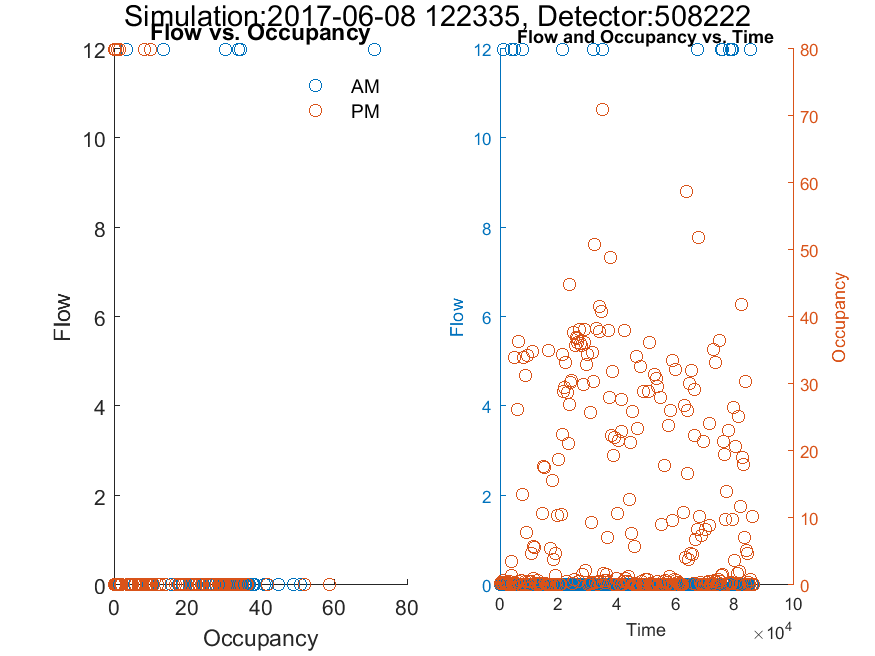 Simulation:2017-06-08 122335, Detector:508222
Flow vs. Occupancy
12
10
8
6
4
2
0
Flow
0 20 40 60 80
Occupancy
AM
PM
Flow and Occupancy vs. Time
12
10
8
6
4
2
0
Flow
80
70
60
50
40
30
20
10
0
Occupancy
0 2 4 6 8 10
×10^4
Time